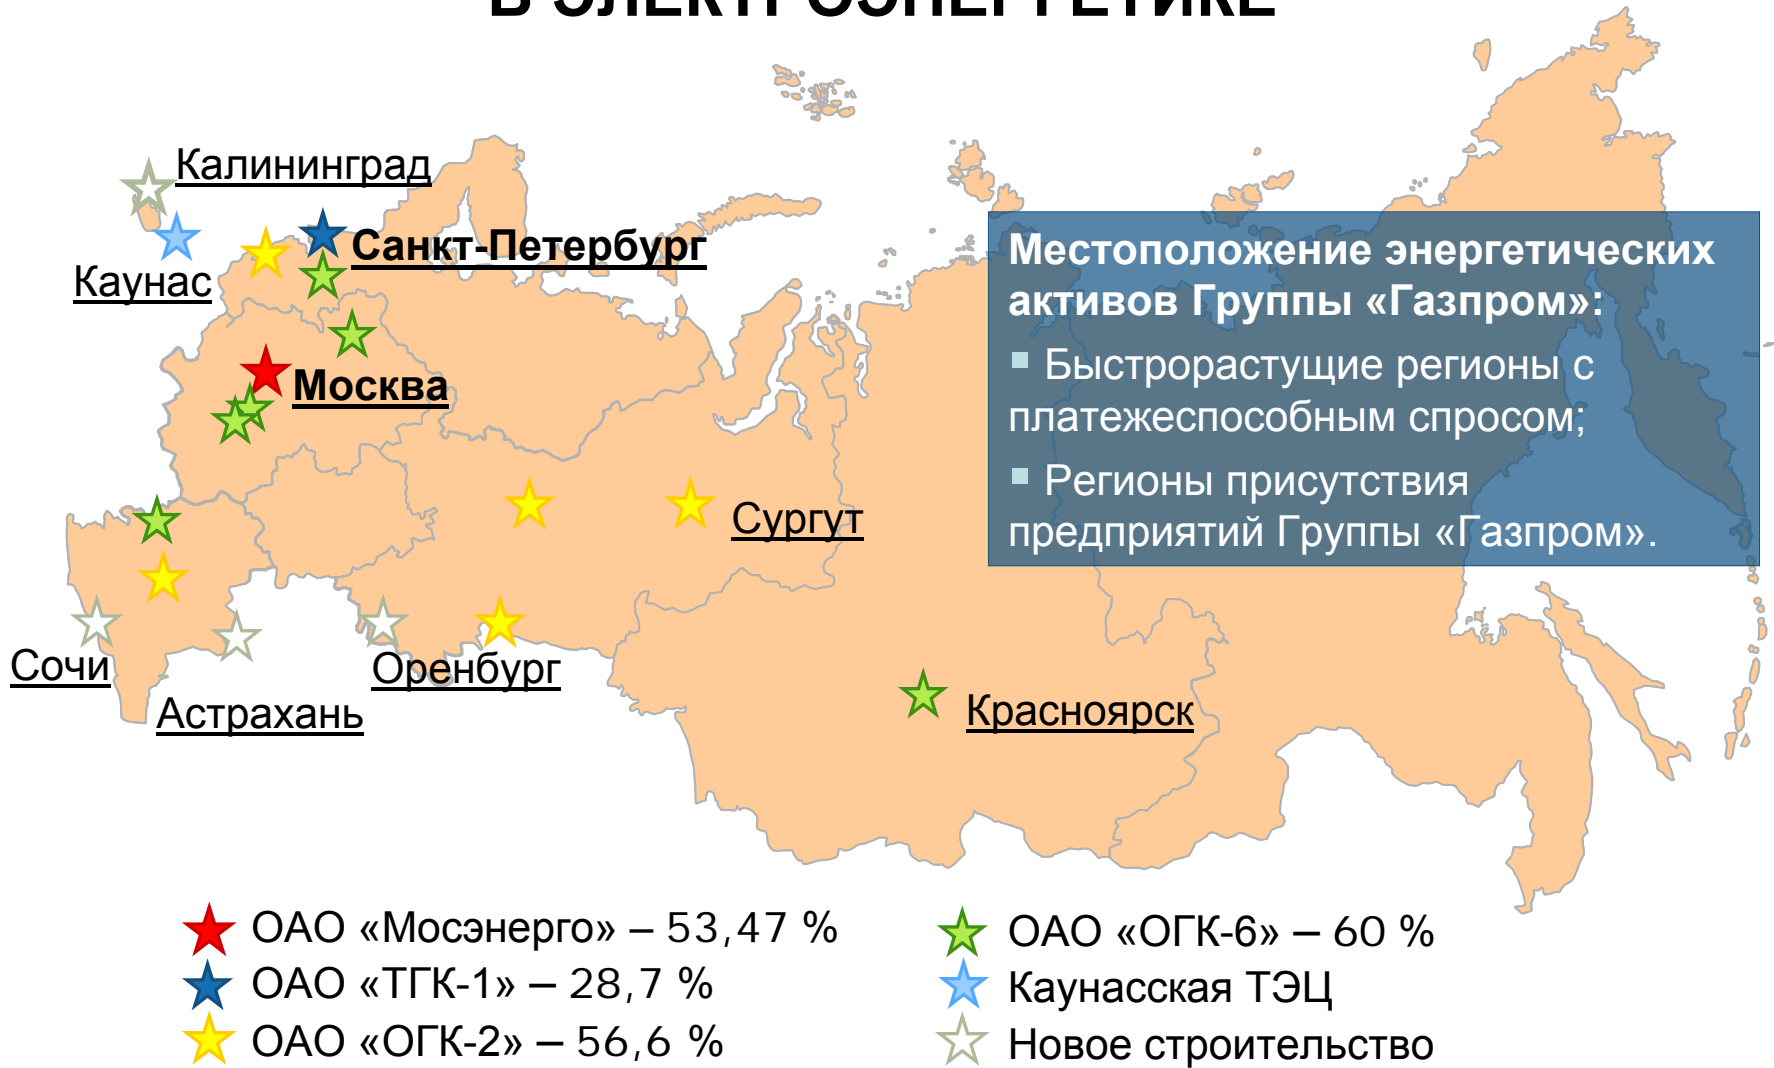 В ЭЛЕКТРОЭНЕРГЕТИКЕ
Калининград
Санкт-Петербург
Каунас
Москва
Сургут
Сочи
Оренбург
Астрахань
Красноярск
Местоположение энергетических
активов Группы «Газпром»:
▪ Быстрорастущие регионы с
платежеспособным спросом;
▪ Регионы присутствия
предприятий Группы «Газпром».
ОАО «Мосэнерго» – 53,47 %
ОАО «ТГК-1» – 28,7 %
ОАО «ОГК-2» – 56,6 %
ОАО «ОГК-6» – 60 %
Каунасская ТЭЦ
Новое строительство